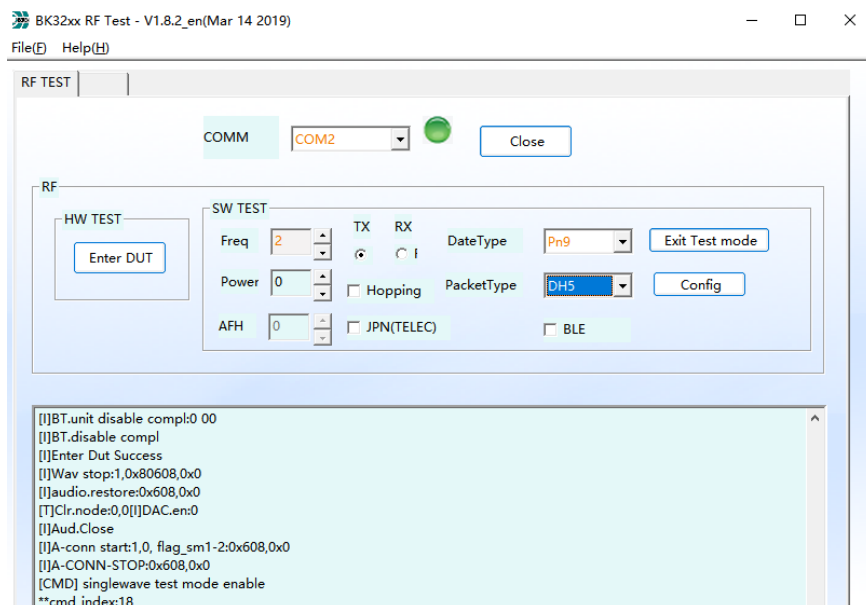 BK32xx RF Test - V1.8.2_en(Mar 14 2019)
File(F) Help(H)
RF TEST
COMM COM2 Close
RF
HW TEST
Enter DUT
SW TEST
Freq 2 TX RX DateType Pn9 Exit Test mode
Power 0 Hopping PacketType DH5 Config
AFH 0 JPN(TELEC) BLE
[I]BT.unit disable compl:0 00
[I]BT.disable compl
[I]Enter Dut Success
[I]Wav stop:1,0x80608,0x0
[I]audio.restore:0x608,0x0
[T]Clr.node:0,0[I]DAC.en:0
[I]Aud.Close
[I]A-conn start:1,0, flag_sm1-2:0x608,0x0
[I]A-CONN-STOP:0x608,0x0
[CMD] singlewave test mode enable
**cmd index:18